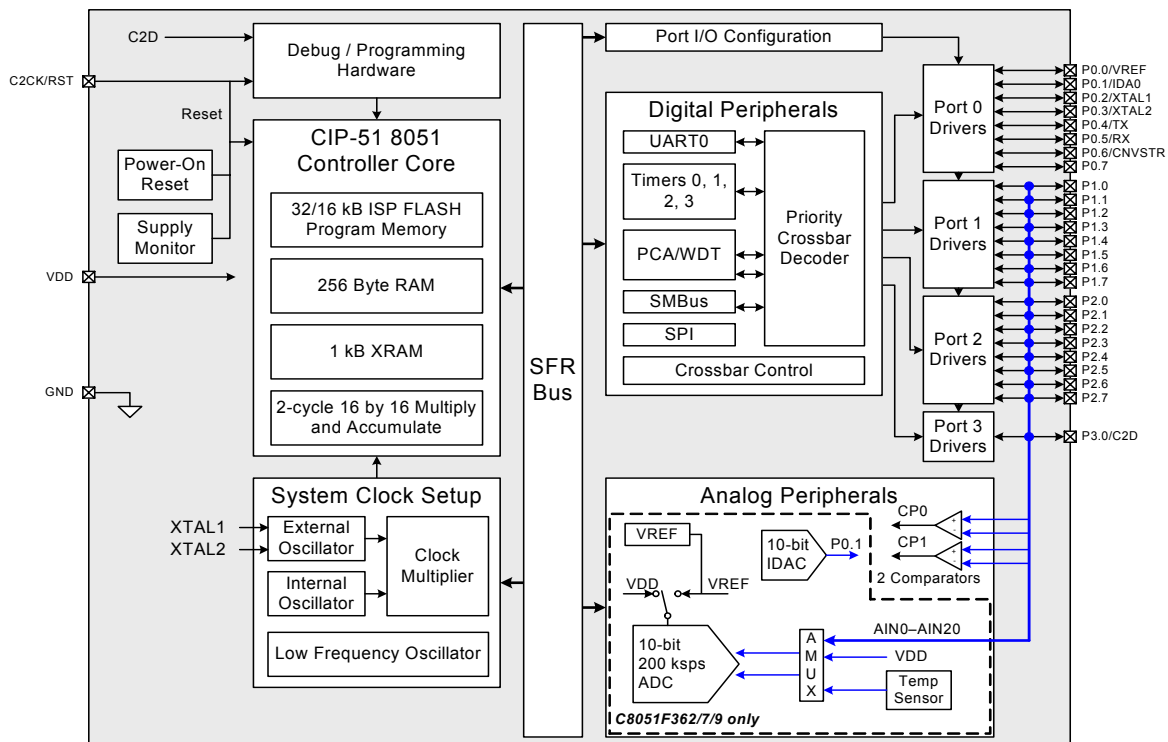 C2D
Debug / Programming
Hardware
C2CK/RST
Reset
CIP-51 8051
Controller Core
Power-On
Reset
Supply
Monitor
VDD
GND
32/16 kB ISP FLASH
Program Memory
256 Byte RAM
1 kB XRAM
2-cycle 16 by 16 Multiply
and Accumulate
System Clock Setup
XTAL1
XTAL2
External
Oscillator
Internal
Oscillator
Clock
Multiplier
Low Frequency Oscillator
SFR
Bus
Port I/O Configuration
Digital Peripherals
UART0
Timers 0, 1,
2, 3
PCA/WDT
SMBus
SPI
Priority
Crossbar
Decoder
Crossbar Control
Port 0
Drivers
Port 1
Drivers
Port 2
Drivers
Port 3
Drivers
P0.0/VREF
P0.1/IDA0
P0.2/XTAL1
P0.3/XTAL2
P0.4/TX
P0.5/RX
P0.6/CNVSTR
P0.7
P1.0
P1.1
P1.2
P1.3
P1.4
P1.5
P1.6
P1.7
P2.0
P2.1
P2.2
P2.3
P2.4
P2.5
P2.6
P2.7
P3.0/C2D
Analog Peripherals
VREF
VDD
VREF
10-bit
IDAC
P0.1
CP0
+
-
CP1
+
-
2 Comparators
10-bit
200 ksps
ADC
A
M
U
X
AIN0–AIN20
VDD
Temp
Sensor
C8051F362/7/9 only